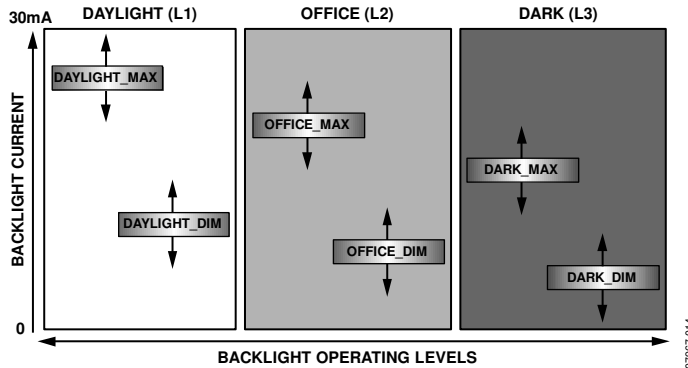 30mA
DAYLIGHT (L1)
OFFICE (L2)
DARK (L3)
DAYLIGHT_MAX
OFFICE_MAX
DARK_MAX
BACKLIGHT CURRENT
DAYLIGHT_DIM
OFFICE_DIM
DARK_DIM
0
BACKLIGHT OPERATING LEVELS